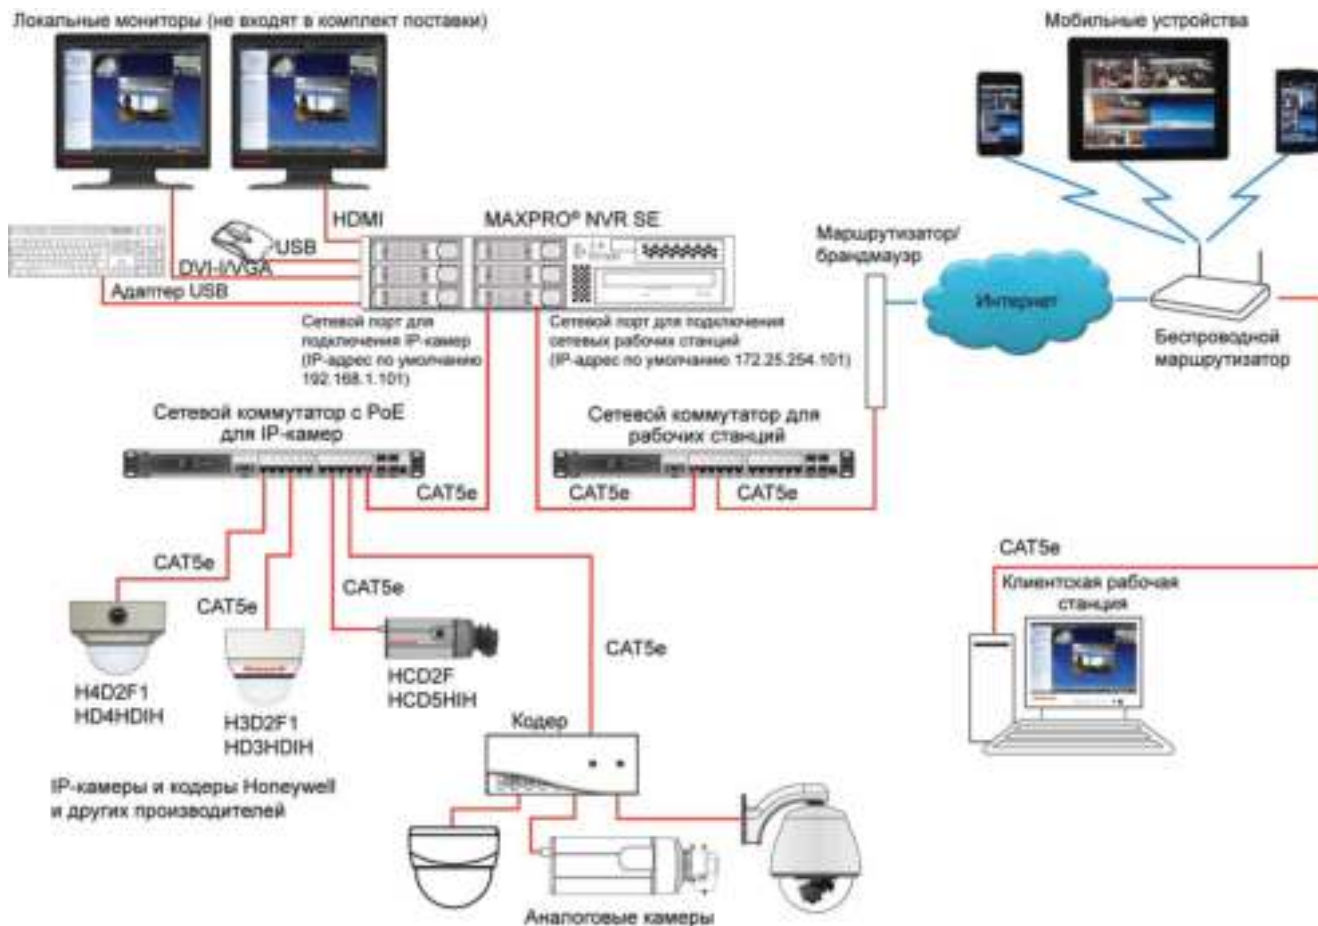 Локальные мониторы (не входят в комплект поставки)
Мобильные устройства
HDMI
MAXPRO® NVR SE
USB
DVI-I/VGA
Адаптер USB
Маршрутизатор/
брандмауэр
Интернет
Беспроводной
маршрутизатор
Сетевой порт для
подключения IP-камер
(IP-адрес по умолчанию
192.168.1.101)
Сетевой порт для подключения
сетевых рабочих станций
(IP-адрес по умолчанию 172.25.254.101)
Сетевой коммутатор с PoE
для IP-камер
Сетевой коммутатор для
рабочих станций
CAT5e
CAT5e
CAT5e
CAT5e
CAT5e
CAT5e
CAT5e
CAT5e
Клиентская рабочая
станция
H4D2F1
HD4HDIH
Honeywell
H3D2F1
HD3HDIH
HCD2F
HCD5HIH
Кодер
IP-камеры и кодеры Honeywell
и других производителей
Аналоговые камеры